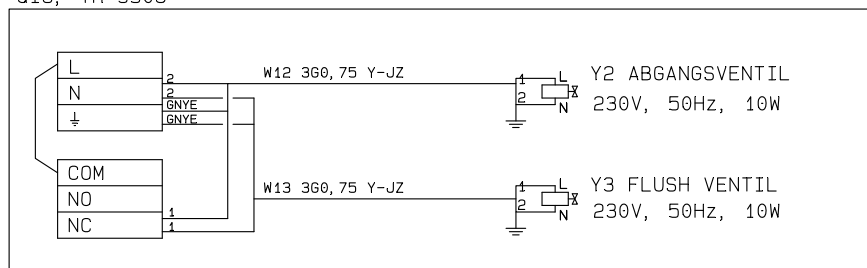 L
N
COM
NO
NC
2
2
GNYE
GNYE
1
1
W12 3G0,75 Y-JZ
1
2
L
N
Y2 ABGANGSVENTIL
230V, 50Hz, 10W
W13 3G0,75 Y-JZ
1
2
L
N
Y3 FLUSH VENTIL
230V, 50Hz, 10W